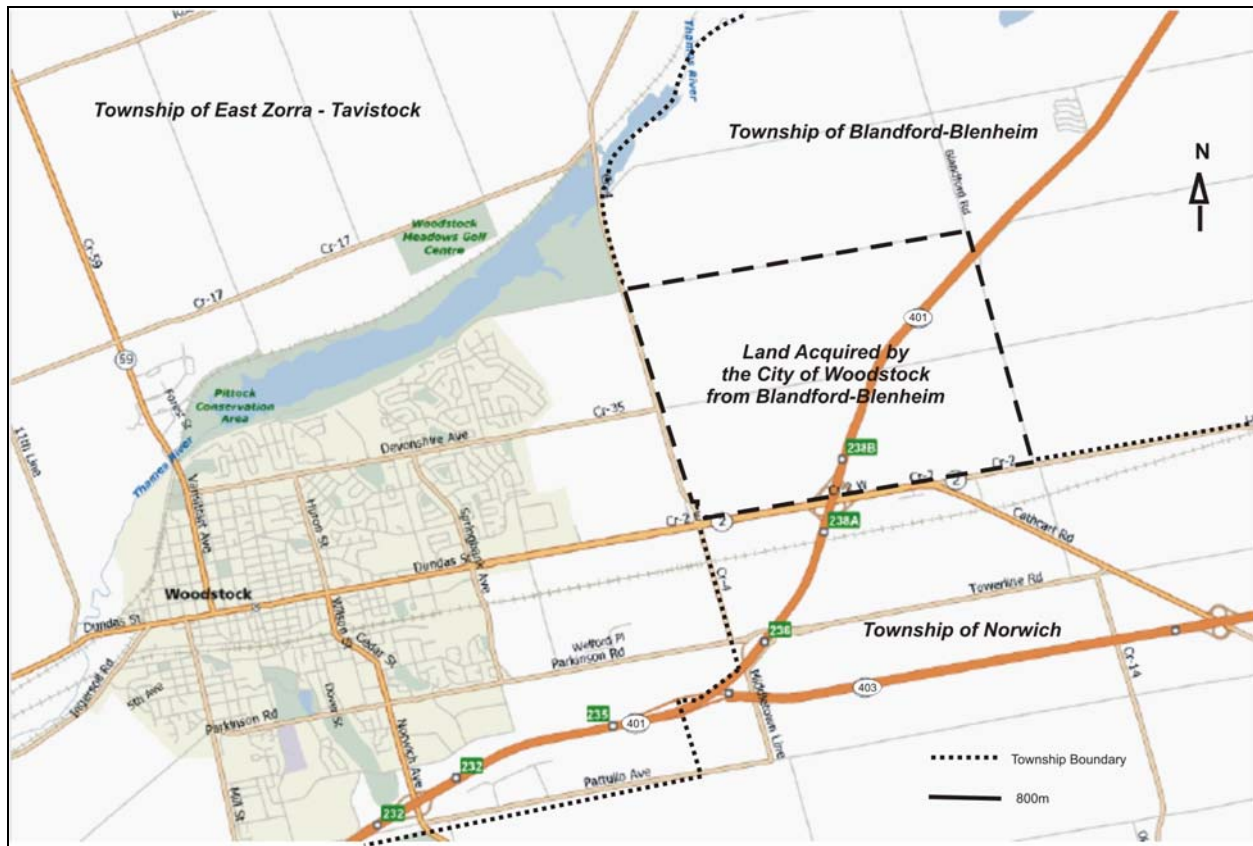 Thames River
Township of East Zorra - Tavistock
Township of Blandford-Blenheim
Blandford Rd
N
Woodstock
Meadows Golf
Centre
Cr-59
Cr-17
Cr-17
401
59
Land Acquired by
the City of Woodstock
from Blandford-Blenheim
Pittock
Conservation
Area
Cr-35
Devonshire Ave
17th Line
Thames River
Vansittart Ave
Huron St
Springbank Ave
238B
Cr-2
2
Cr-2
Cr-2
2
238A
Cathcart Rd
Dundas St
Cr-4
Towerline Rd
Woodstock
Dundas St
Wilson St
Cedar St
Welford Pl
Parkinson Rd
236
Township of Norwich
Ingersoll Rd
5th Ave
Parkinson Rd
Dover St
Norwich Ave
235
401
403
Middletown Line
Cr-14
232
Pattullo Ave
Mill St
232
Township Boundary
800m